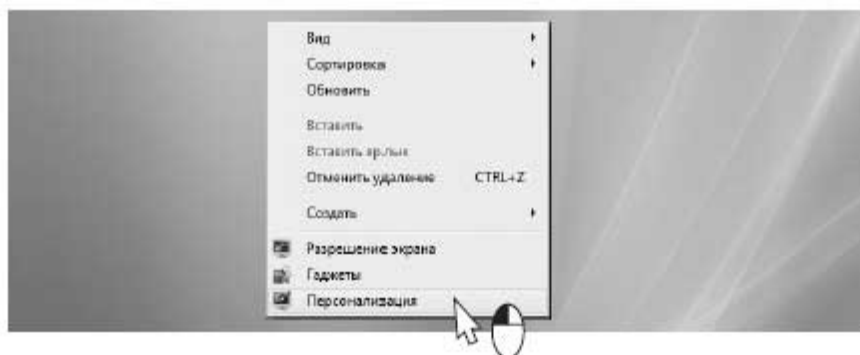 Вид
Сортировка
Обновить
Вставить
Вставить ярлык
Отменить удаление CTRL+Z
Создать
Разрешение экрана
Гаджеты
Персонализация